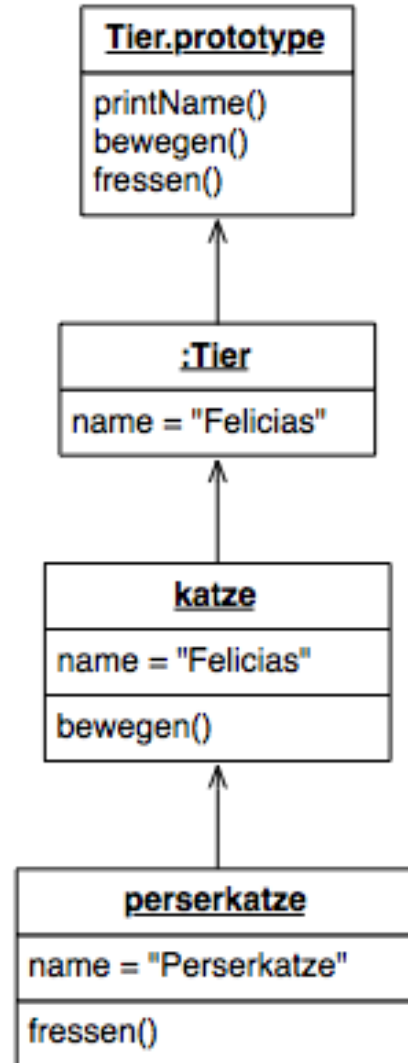 Tier.prototype
printName()
bewegen()
fressen()
:Tier
name = "Felicias"
katze
name = "Felicias"
bewegen()
perserkatze
name = "Perserkatze"
fressen()